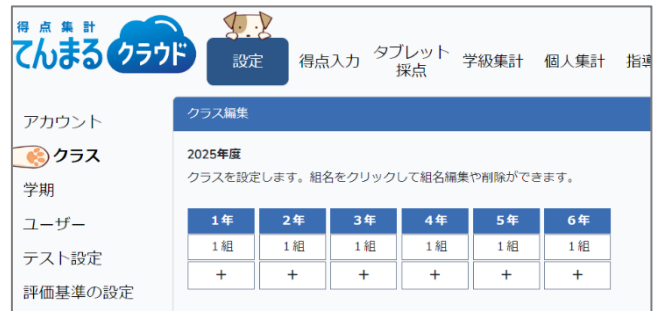 得点集計
てんまるクラウド
設定
得点入力
タブレット
採点
学級集計
個人集計
指導
アカウント
クラス
学期
ユーザー
テスト設定
評価基準の設定
クラス編集
2025年度
クラスを設定します。組名をクリックして組名編集や削除ができます。
1年 2年 3年 4年 5年 6年
1組 1組 1組 1組 1組 1組
+ + + + + +